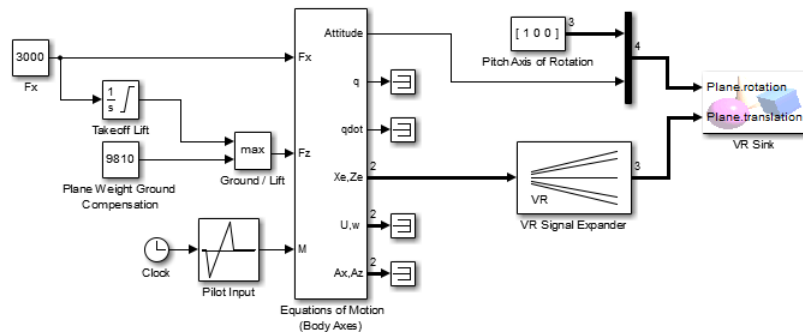 3000
Fx
1
s
Takeoff Lift
9810
Plane Weight Ground
Compensation
max
Ground / Lift
Clock
Pilot Input
Fx
Fz
M
Attitude
q
qdot
Xe,Ze
U,w
Ax,Az
Equations of Motion
(Body Axes)
2
2
2
[ 1 0 0 ]
3
Pitch Axis of Rotation
4
VR
VR Signal Expander
3
Plane.rotation
Plane.translation
VR Sink